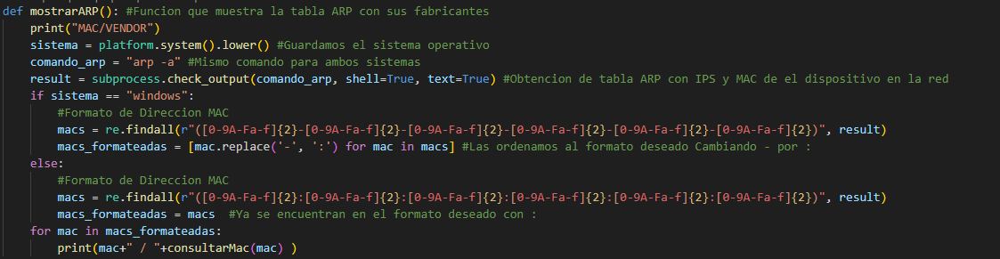 def mostrarARP(): #Funcion que muestra la tabla ARP con sus fabricantes
    print("MAC/VENDOR")
    sistema = platform.system().lower() #Guardamos el sistema operativo
    comando_arp = "arp -a" #Mismo comando para ambos sistemas
    result = subprocess.check_output(comando_arp, shell=True, text=True) #Obtencion de tabla ARP con IPS y MAC de el dispositivo en la red
    if sistema == "windows":
        #Formato de Direccion MAC
        macs = re.findall(r"([0-9A-Fa-f]{2}-[0-9A-Fa-f]{2}-[0-9A-Fa-f]{2}-[0-9A-Fa-f]{2}-[0-9A-Fa-f]{2}-[0-9A-Fa-f]{2})", result)
        macs_formateadas = [mac.replace('-', ':') for mac in macs] #Las ordenamos al formato deseado Cambiando - por :
    else:
        #Formato de Direccion MAC
        macs = re.findall(r"([0-9A-Fa-f]{2}:[0-9A-Fa-f]{2}:[0-9A-Fa-f]{2}:[0-9A-Fa-f]{2}:[0-9A-Fa-f]{2}:[0-9A-Fa-f]{2})", result)
        macs_formateadas = macs  #Ya se encuentran en el formato deseado con :
    for mac in macs_formateadas:
        print(mac+" / "+consultarMac(mac) )